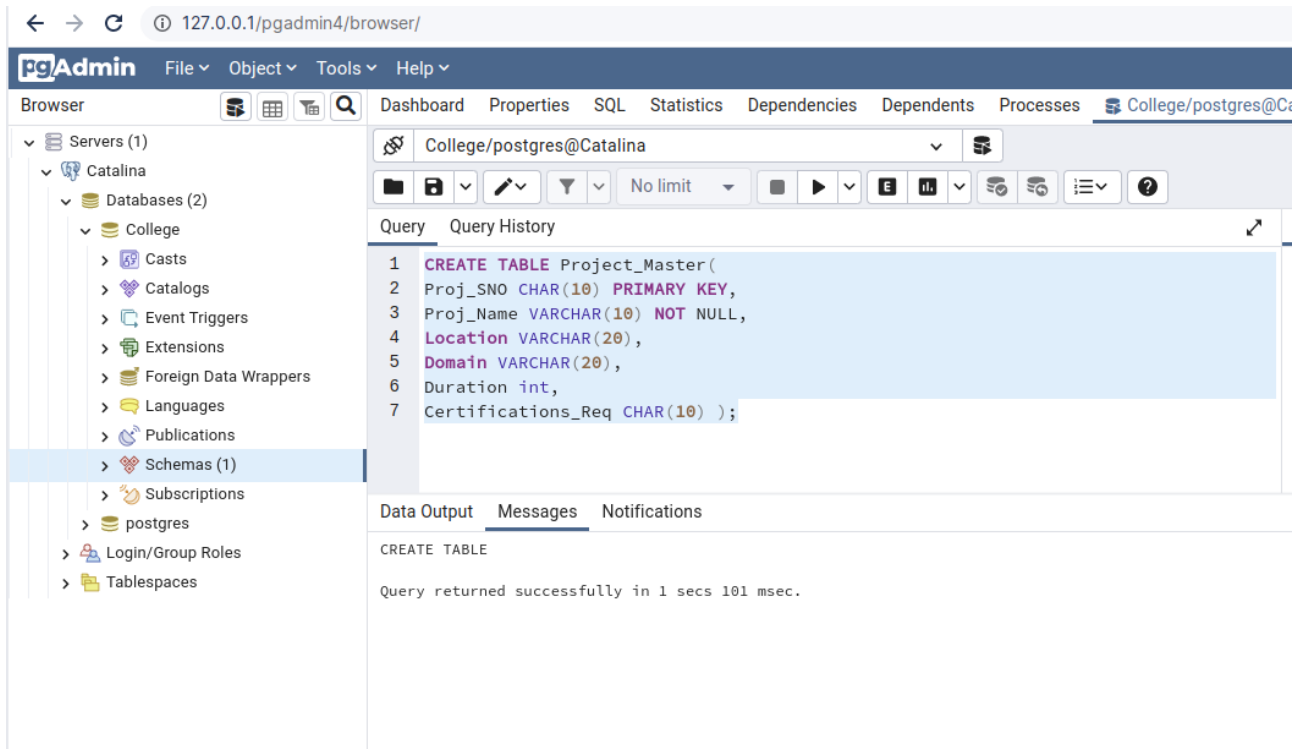 127.0.0.1/pgadmin4/browser/
pgAdmin File Object Tools Help
Browser
Dashboard Properties SQL Statistics Dependencies Dependents Processes College/postgres@Ca
Servers (1)
Catalina
Databases (2)
College
Casts
Catalogs
Event Triggers
Extensions
Foreign Data Wrappers
Languages
Publications
Schemas (1)
Subscriptions
postgres
Login/Group Roles
Tablespaces
College/postgres@Catalina
No limit
E
Query Query History
1 CREATE TABLE Project_Master(
2 Proj_SNO CHAR(10) PRIMARY KEY,
3 Proj_Name VARCHAR(10) NOT NULL,
4 Location VARCHAR(20),
5 Domain VARCHAR(20),
6 Duration int,
7 Certifications_Req CHAR(10) );
Data Output Messages Notifications
CREATE TABLE
Query returned successfully in 1 secs 101 msec.